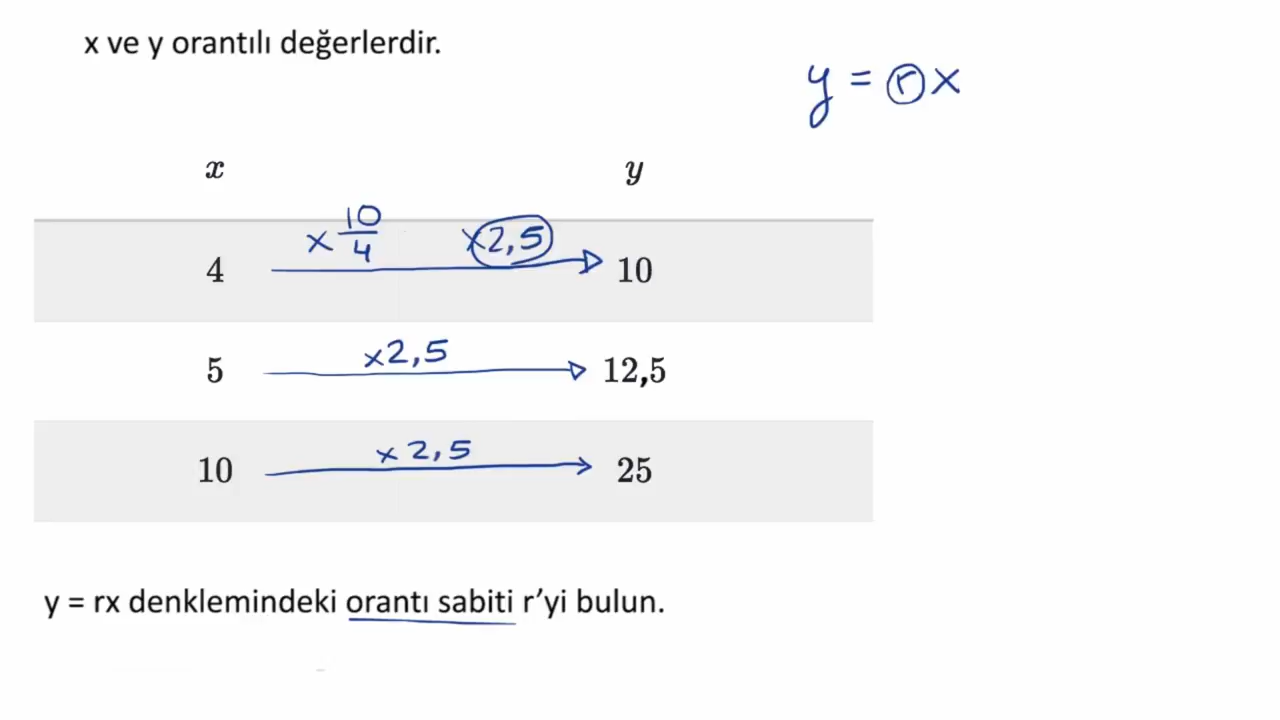 x ve y orantılı değerlerdir.
y = rx
x y
× 10/4 ×2,5
4 10
×2,5
5 12,5
×2,5
10 25
y = rx denklemindeki orantı sabiti r’yi bulun.